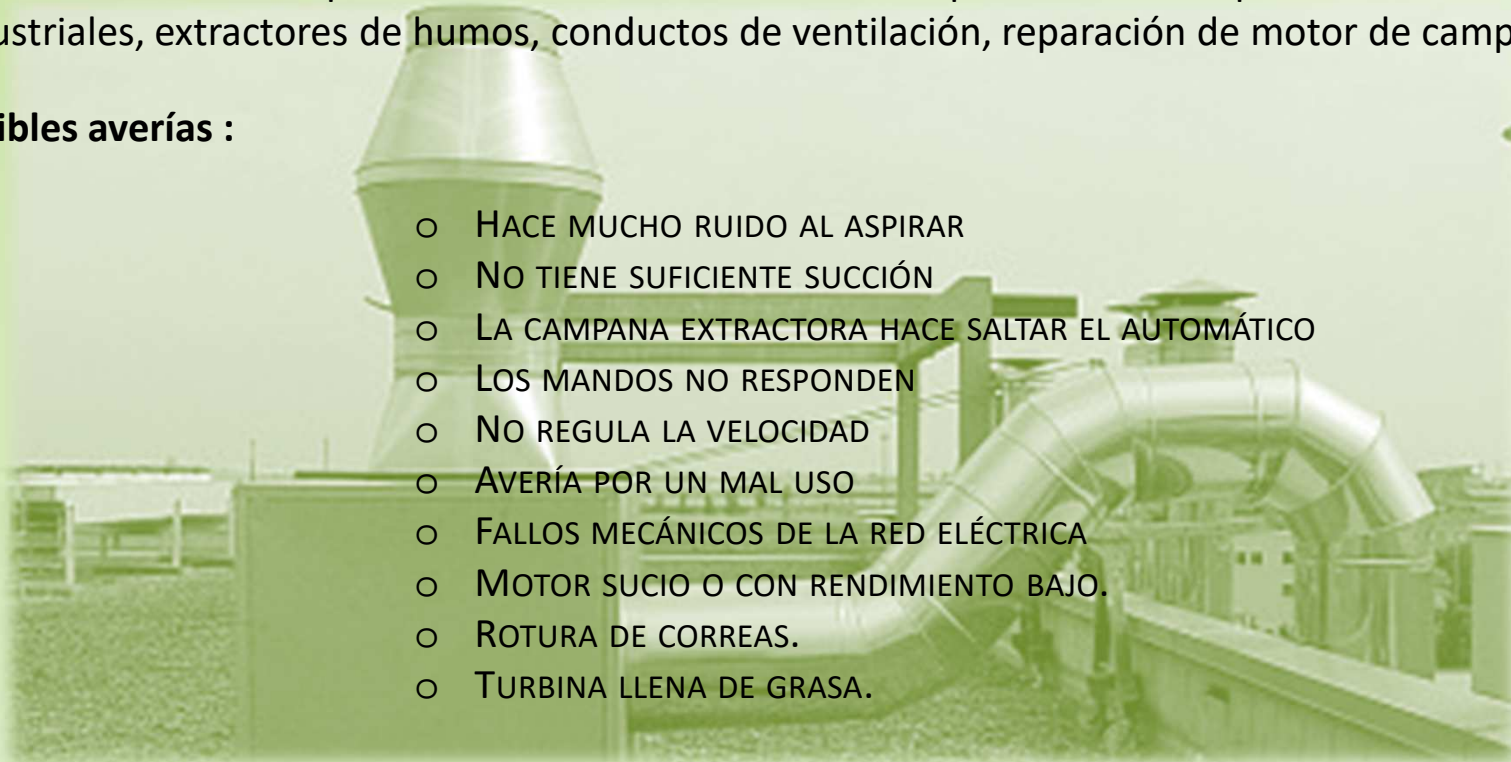 ustriales, extractores de humos, conductos de ventilación, reparación de motor de camp
ibles averías :
o HACE MUCHO RUIDO AL ASPIRAR
o NO TIENE SUFICIENTE SUCCIÓN
o LA CAMPANA EXTRACTORA HACE SALTAR EL AUTOMÁTICO
o LOS MANDOS NO RESPONDEN
o NO REGULA LA VELOCIDAD
o AVERÍA POR UN MAL USO
o FALLOS MECÁNICOS DE LA RED ELÉCTRICA
o MOTOR SUCIO O CON RENDIMIENTO BAJO.
o ROTURA DE CORREAS.
o TURBINA LLENA DE GRASA.